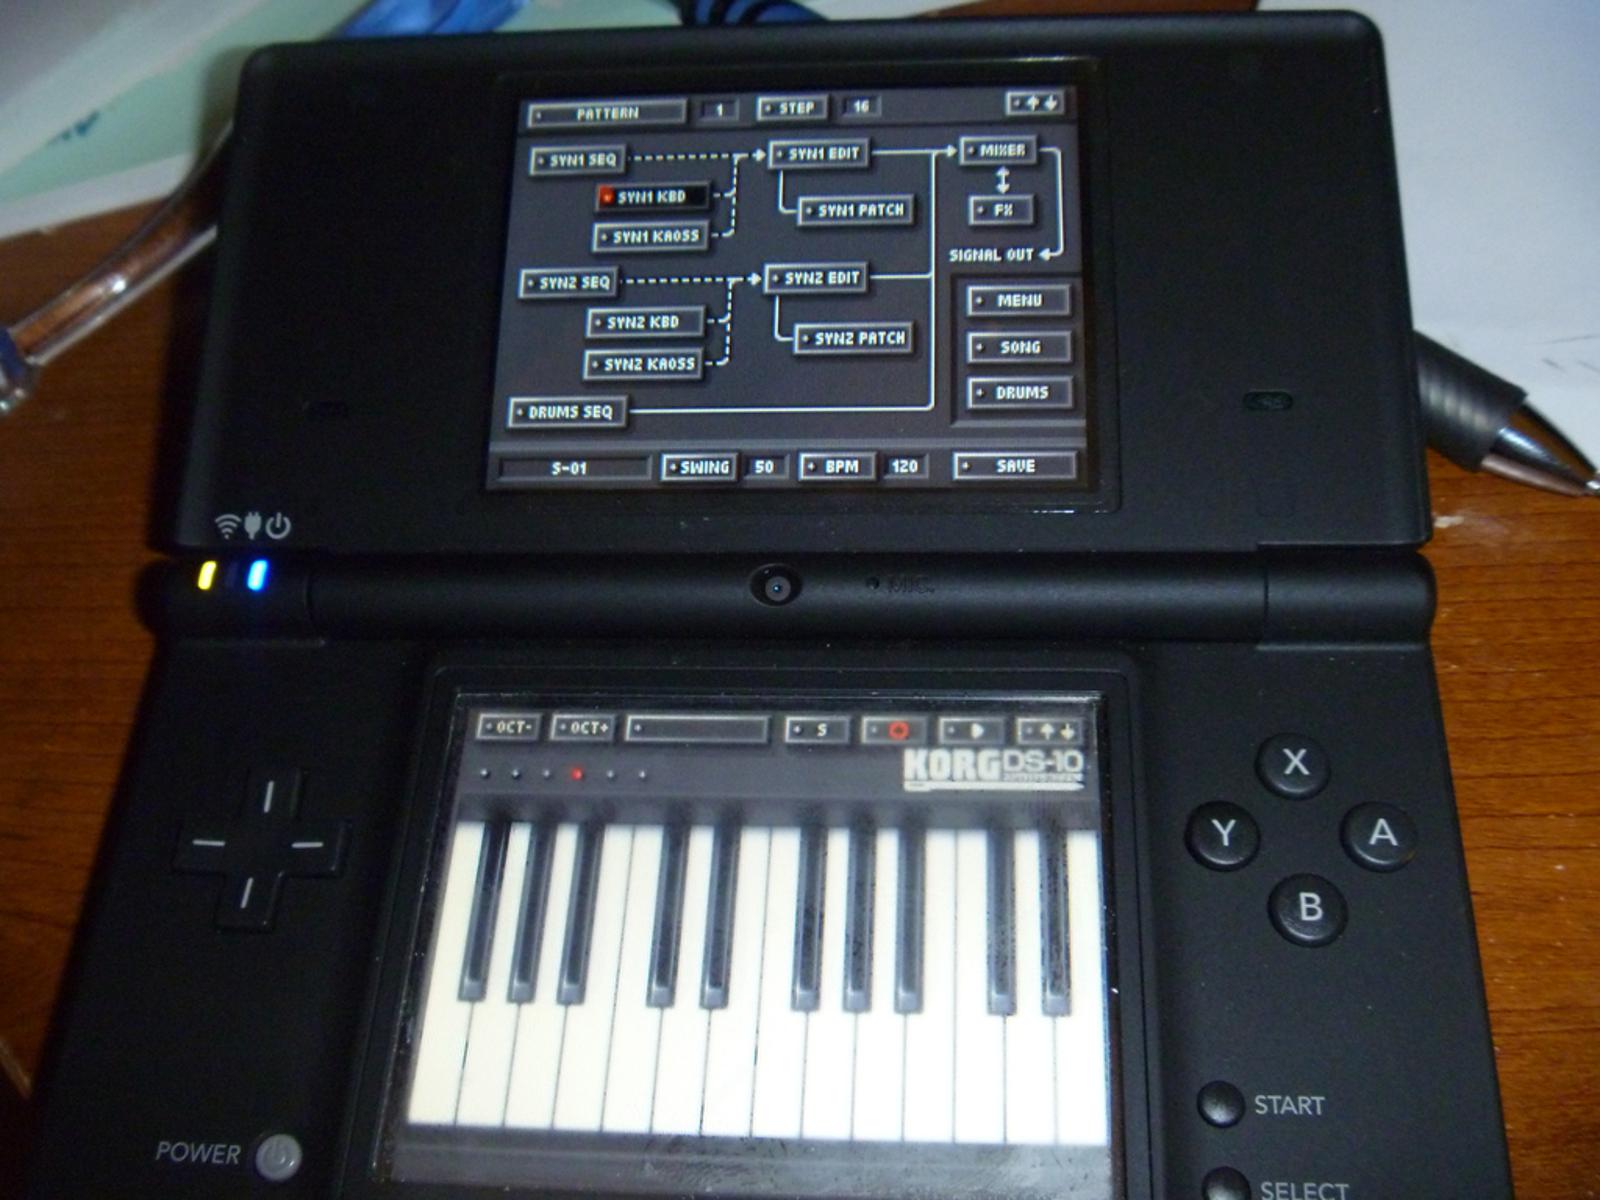 PATTERN 1 STEP 16
SYN1 SEQ SYN1 EDIT MIXER
SYN1 KBD SYN1 PATCH FX
SYN1 KAOSS
SIGNAL OUT
SYN2 SEQ SYN2 EDIT
MENU
SYN2 KBD SYN2 PATCH
SONG
SYN2 KAOSS
DRUMS
DRUMS SEQ
S-01 SWING 50 BPM 120 SAVE
MIC.
OCT- OCT+ S
KORG DS-10
X
Y A
B
START
POWER
SELECT